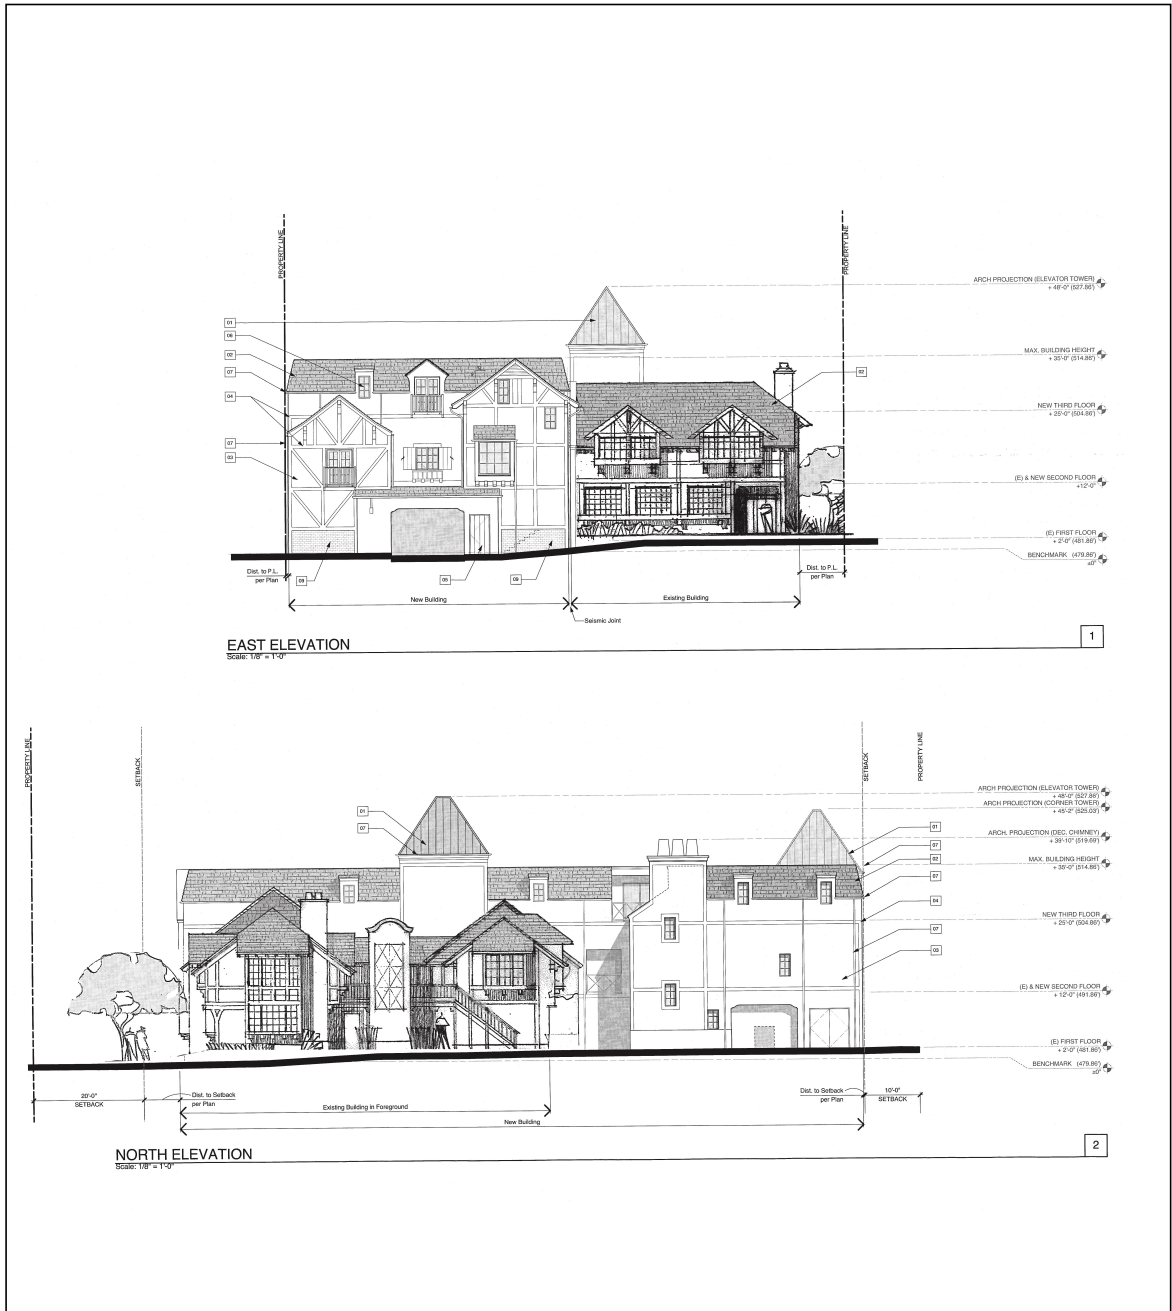 PROPERTY LINE
PROPERTY LINE
ARCH PROJECTION (ELEVATOR TOWER)
+ 48'-0" (527.86')
01
08
02
07
04
07
03
MAX. BUILDING HEIGHT
+ 35'-0" (514.86')
02
NEW THIRD FLOOR
+ 25'-0" (504.86')
(E) & NEW SECOND FLOOR
+12'-0"
(E) FIRST FLOOR
+ 2'-0" (481.86')
BENCHMARK (479.86')
±0"
Dist. to P.L.
per Plan
09
05
09
Dist. to P.L.
per Plan
New Building
Existing Building
Seismic Joint
EAST ELEVATION
Scale: 1/8" = 1'-0"
1
PROPERTY LINE
SETBACK
SETBACK
PROPERTY LINE
ARCH PROJECTION (ELEVATOR TOWER)
+ 48'-0" (527.86')
ARCH PROJECTION (CORNER TOWER)
+ 45'-2" (525.03')
01
07
01
ARCH. PROJECTION (DEC. CHIMNEY)
+ 39'-10" (519.69')
07
02
MAX. BUILDING HEIGHT
+ 35'-0" (514.86')
07
04
NEW THIRD FLOOR
+ 25'-0" (504.86')
07
03
(E) & NEW SECOND FLOOR
+ 12'-0" (491.86')
(E) FIRST FLOOR
+ 2'-0" (481.86')
BENCHMARK (479.86')
±0"
20'-0"
SETBACK
Dist. to Setback
per Plan
Dist. to Setback
per Plan
10'-0"
SETBACK
Existing Building in Foreground
New Building
NORTH ELEVATION
Scale: 1/8" = 1'-0"
2